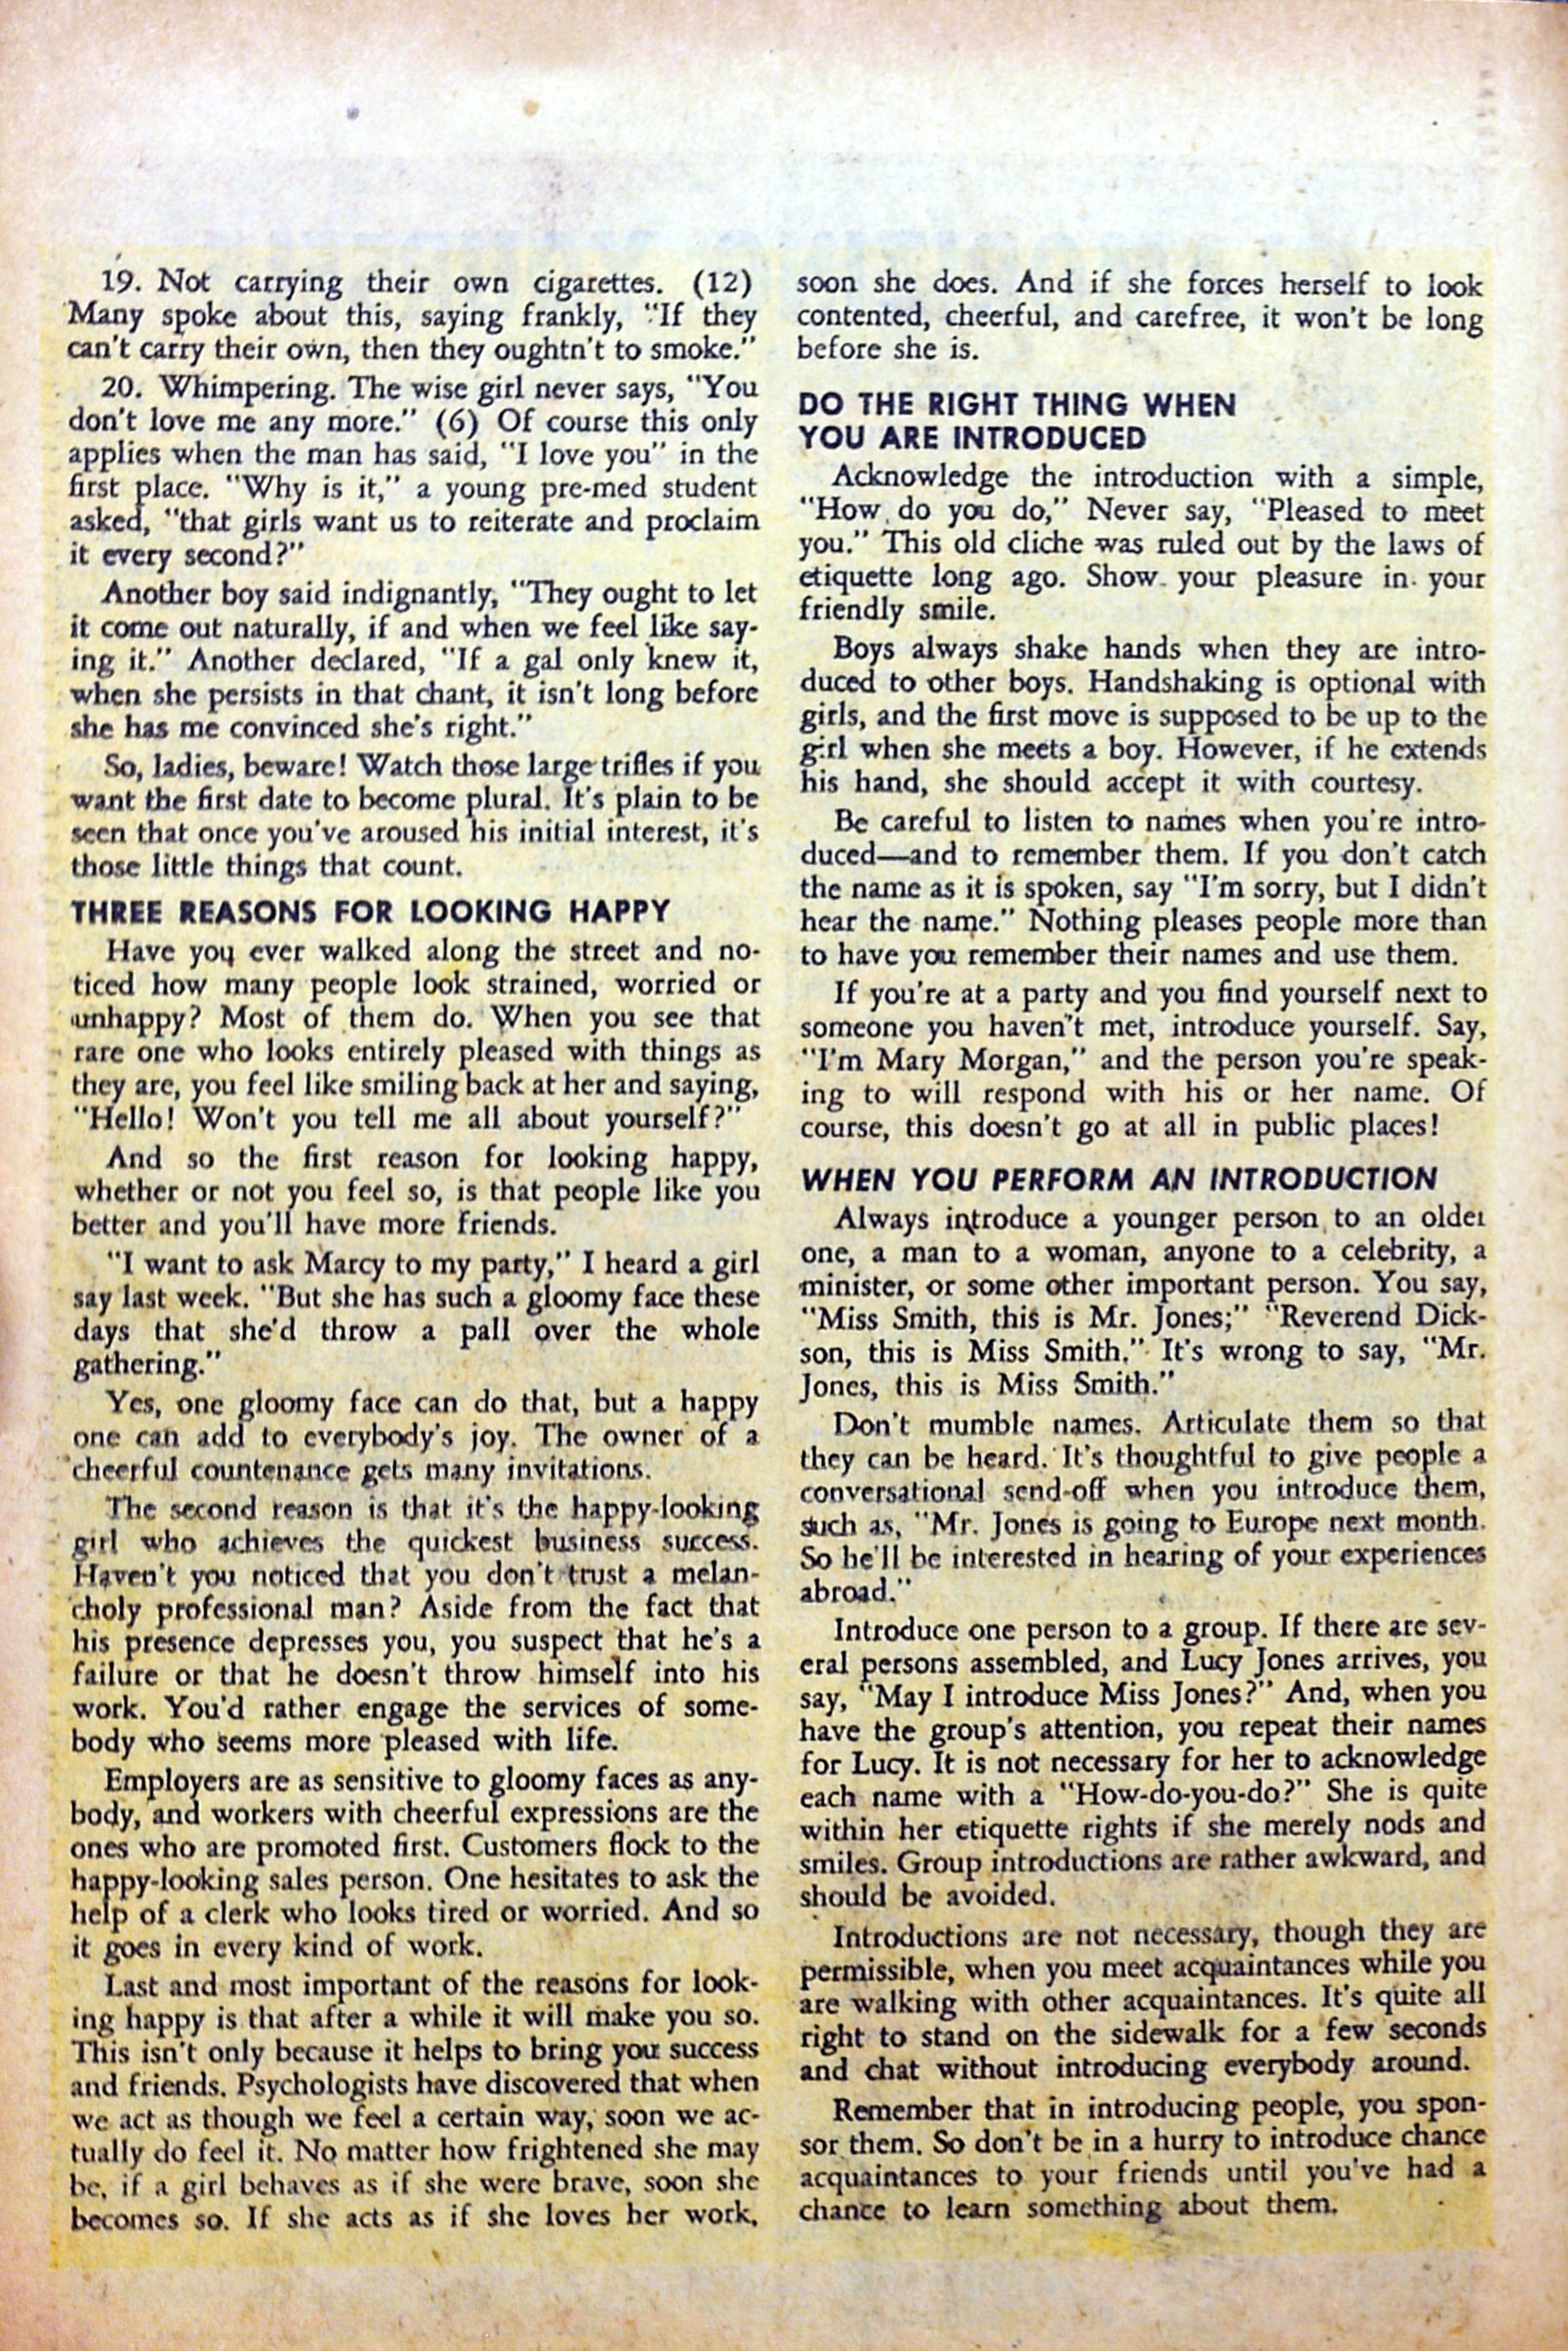 19. Not carrying their own cigarettes. (12)
Many spoke about this, saying frankly, "If they
can't carry their own, then they oughtn't to smoke."
20. Whimpering. The wise girl never says, "You
don't love me any more." (6) Of course this only
applies when the man has said, "I love you" in the
first place. "Why is it," a young pre-med student
asked, "that girls want us to reiterate and proclaim
it every second?"
Another boy said indignantly, "They ought to let
it come out naturally, if and when we feel like say-
ing it." Another declared, "If a gal only knew it,
when she persists in that chant, it isn't long before
she has me convinced she's right."
So, ladies, beware! Watch those large trifles if you
want the first date to become plural. It's plain to be
seen that once you've aroused his initial interest, it's
those little things that count.
THREE REASONS FOR LOOKING HAPPY
Have you ever walked along the street and no-
ticed how many people look strained, worried or
unhappy? Most of them do. When you see that
rare one who looks entirely pleased with things as
they are, you feel like smiling back at her and saying,
"Hello! Won't you tell me all about yourself?"
And so the first reason for looking happy,
whether or not you feel so, is that people like you
better and you'll have more friends.
"I want to ask Marcy to my party," I heard a girl
say last week. "But she has such a gloomy face these
days that she'd throw a pall over the whole
gathering."
Yes, one gloomy face can do that, but a happy
one can add to everybody's joy. The owner of a
cheerful countenance gets many invitations.
The second reason is that it's the happy-looking
girl who achieves the quickest business success.
Haven't you noticed that you don't trust a melan-
choly professional man? Aside from the fact that
his presence depresses you, you suspect that he's a
failure or that he doesn't throw himself into his
work. You'd rather engage the services of some-
body who seems more pleased with life.
Employers are as sensitive to gloomy faces as any-
body, and workers with cheerful expressions are the
ones who are promoted first. Customers flock to the
happy-looking sales person. One hesitates to ask the
help of a clerk who looks tired or worried. And so
it goes in every kind of work.
Last and most important of the reasons for look-
ing happy is that after a while it will make you so.
This isn't only because it helps to bring you success
and friends. Psychologists have discovered that when
we act as though we feel a certain way, soon we ac-
tually do feel it. No matter how frightened she may
be, if a girl behaves as if she were brave, soon she
becomes so. If she acts as if she loves her work,
soon she does. And if she forces herself to look
contented, cheerful, and carefree, it won't be long
before she is.
DO THE RIGHT THING WHEN
YOU ARE INTRODUCED
Acknowledge the introduction with a simple,
"How do you do," Never say, "Pleased to meet
you." This old cliche was ruled out by the laws of
etiquette long ago. Show your pleasure in your
friendly smile.
Boys always shake hands when they are intro-
duced to other boys. Handshaking is optional with
girls, and the first move is supposed to be up to the
girl when she meets a boy. However, if he extends
his hand, she should accept it with courtesy.
Be careful to listen to names when you're intro-
duced—and to remember them. If you don't catch
the name as it is spoken, say "I'm sorry, but I didn't
hear the name." Nothing pleases people more than
to have you remember their names and use them.
If you're at a party and you find yourself next to
someone you haven't met, introduce yourself. Say,
"I'm Mary Morgan," and the person you're speak-
ing to will respond with his or her name. Of
course, this doesn't go at all in public places!
WHEN YOU PERFORM AN INTRODUCTION
Always introduce a younger person to an older
one, a man to a woman, anyone to a celebrity, a
minister, or some other important person. You say,
"Miss Smith, this is Mr. Jones;" "Reverend Dick-
son, this is Miss Smith." It's wrong to say, "Mr.
Jones, this is Miss Smith."
Don't mumble names. Articulate them so that
they can be heard. It's thoughtful to give people a
conversational send-off when you introduce them,
such as, "Mr. Jones is going to Europe next month.
So he'll be interested in hearing of your experiences
abroad."
Introduce one person to a group. If there are sev-
eral persons assembled, and Lucy Jones arrives, you
say, "May I introduce Miss Jones?" And, when you
have the group's attention, you repeat their names
for Lucy. It is not necessary for her to acknowledge
each name with a "How-do-you-do?" She is quite
within her etiquette rights if she merely nods and
smiles. Group introductions are rather awkward, and
should be avoided.
Introductions are not necessary, though they are
permissible, when you meet acquaintances while you
are walking with other acquaintances. It's quite all
right to stand on the sidewalk for a few seconds
and chat without introducing everybody around.
Remember that in introducing people, you spon-
sor them. So don't be in a hurry to introduce chance
acquaintances to your friends until you've had a
chance to learn something about them.